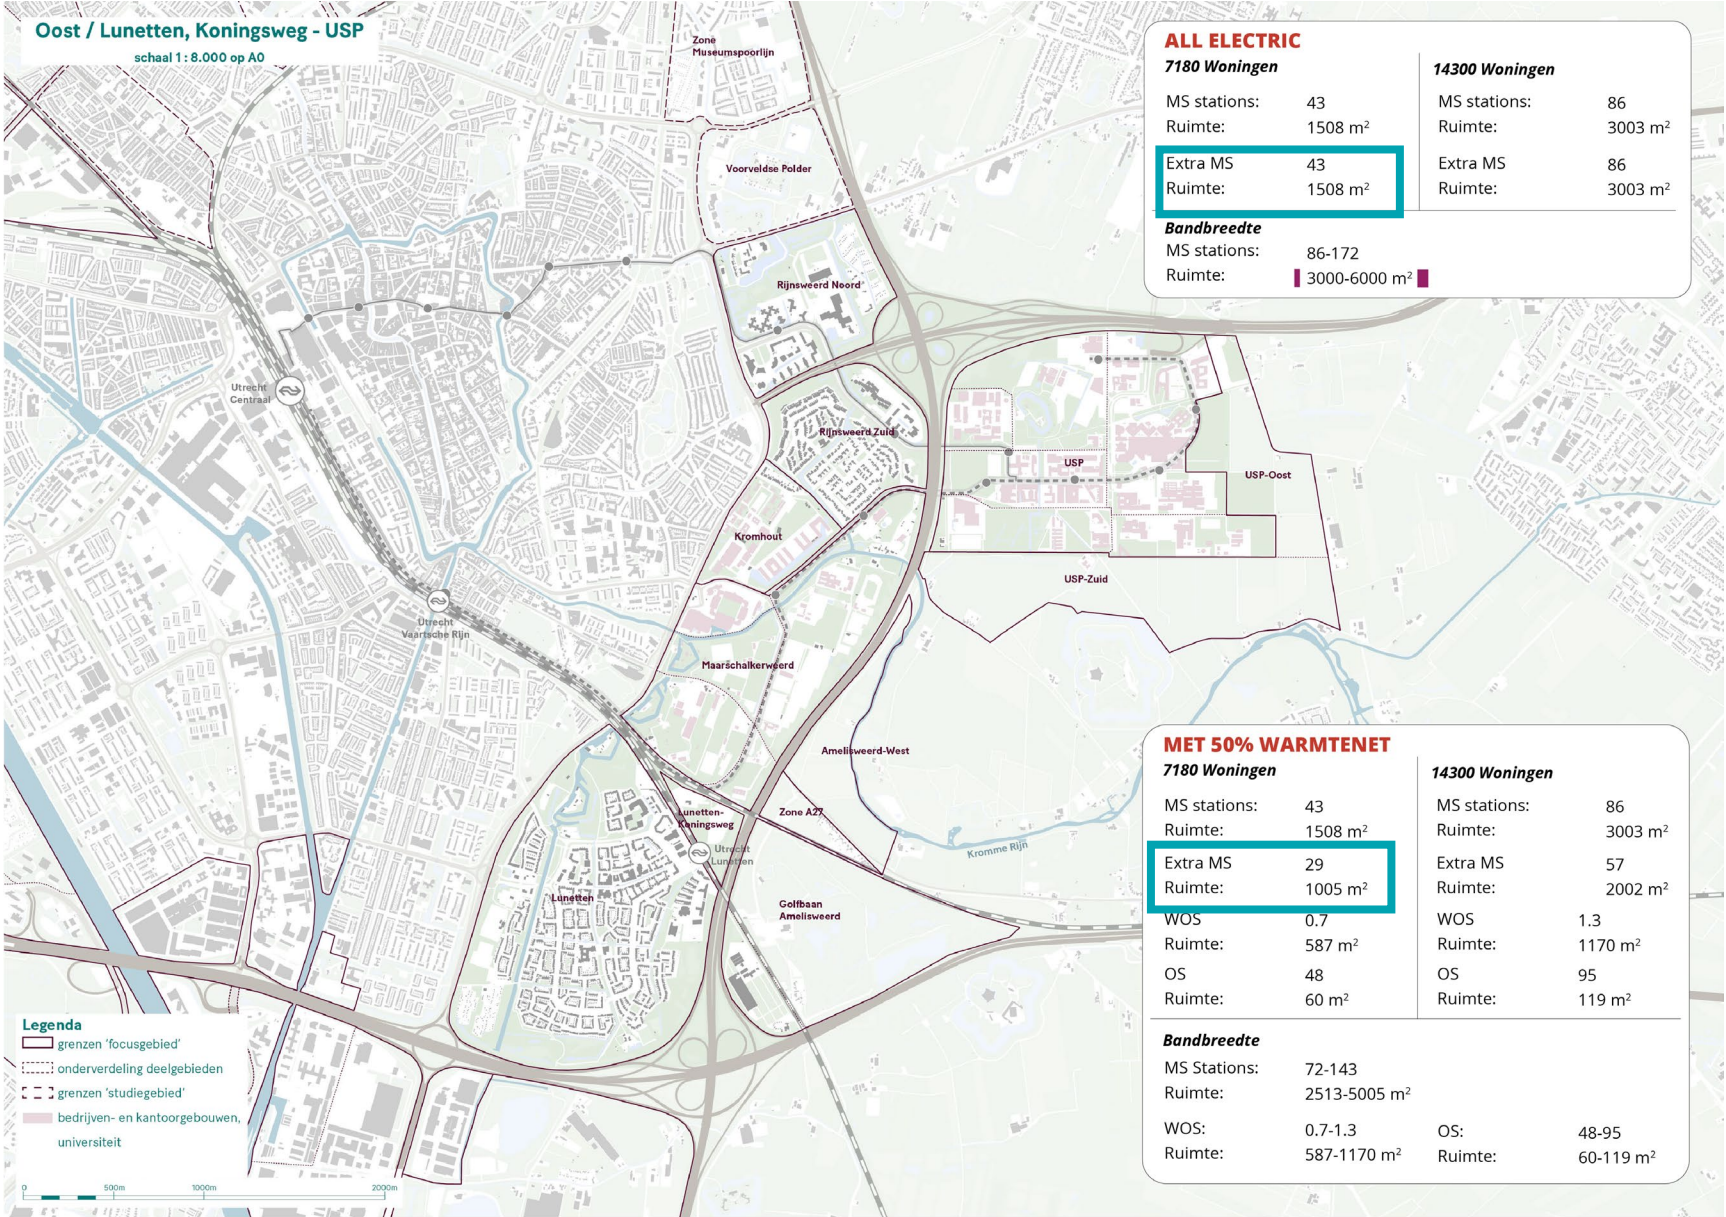 Oost / Lunetten, Koningsweg - USP
schaal 1 : 8.000 op A0
Zone
Museumspoorlijn
Voorveldse Polder
Rijnsweerd Noord
Utrecht
Centraal
Rijnsweerd Zuid
USP
USP-Oost
Kromhout
USP-Zuid
Utrecht
Vaartsche Rijn
Maarschalkerweerd
Amelisweerd-West
Lunetten-
Koningsweg
Zone A27
Utrecht
Lunetten
Kromme Rijn
Lunetten
Golfbaan
Amelisweerd
ALL ELECTRIC
7180 Woningen
MS stations: 43
Ruimte: 1508 m²
Extra MS 43
Ruimte: 1508 m²
14300 Woningen
MS stations: 86
Ruimte: 3003 m²
Extra MS 86
Ruimte: 3003 m²
Bandbreedte
MS stations: 86-172
Ruimte: 3000-6000 m²
MET 50% WARMTENET
7180 Woningen
MS stations: 43
Ruimte: 1508 m²
Extra MS 29
Ruimte: 1005 m²
WOS 0.7
Ruimte: 587 m²
OS 48
Ruimte: 60 m²
14300 Woningen
MS stations: 86
Ruimte: 3003 m²
Extra MS 57
Ruimte: 2002 m²
WOS 1.3
Ruimte: 1170 m²
OS 95
Ruimte: 119 m²
Bandbreedte
MS Stations: 72-143
Ruimte: 2513-5005 m²
WOS: 0.7-1.3
Ruimte: 587-1170 m²
OS: 48-95
Ruimte: 60-119 m²
Legenda
grenzen 'focusgebied'
onderverdeling deelgebieden
grenzen 'studiegebied'
bedrijven- en kantoorgebouwen,
universiteit
0 500m 1000m 2000m